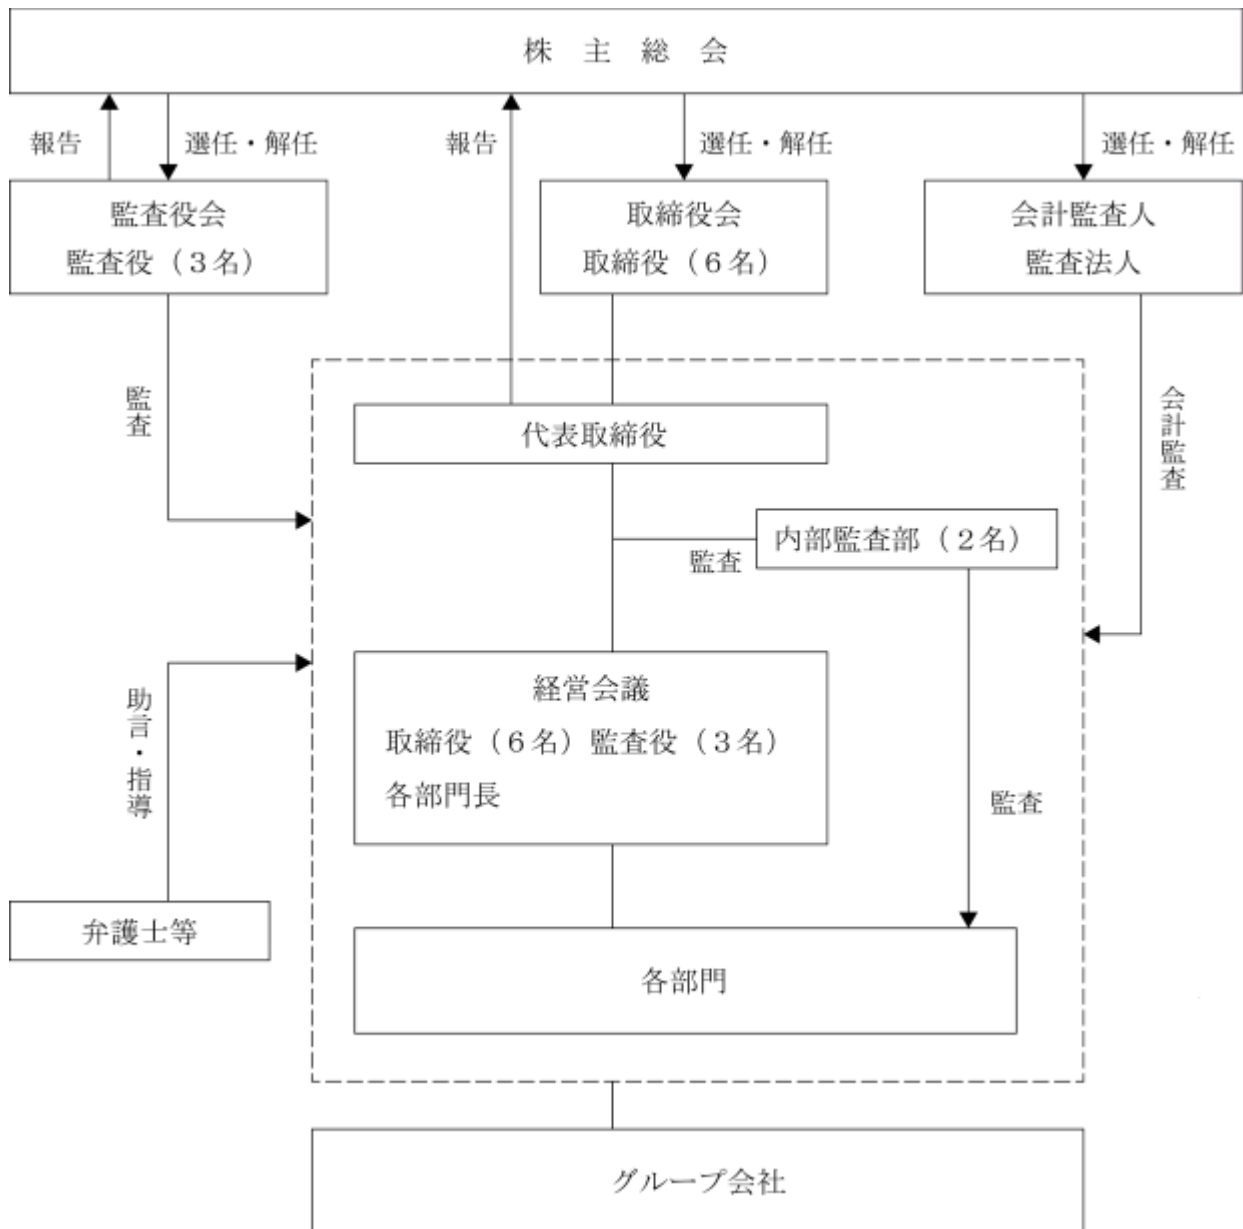 株 主 総 会
報告
選任・解任
報告
選任・解任
選任・解任
監査役会
監査役（３名）
取締役会
取締役（６名）
会計監査人
監査法人
監査
会計監査
代表取締役
内部監査部（２名）
監査
経営会議
取締役（６名）監査役（３名）
各部門長
助言・指導
監査
弁護士等
各部門
グループ会社